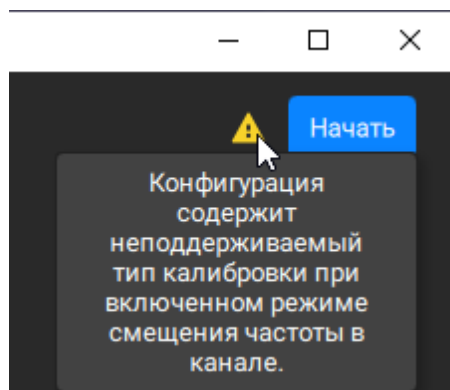 Начать
Конфигурация
содержит
неподдерживаемый
тип калибровки при
включенном режиме
смещения частоты в
канале.